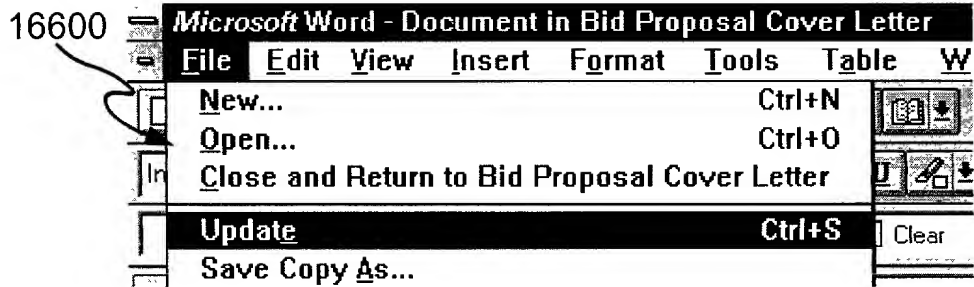 16600
Microsoft Word - Document in Bid Proposal Cover Letter
File Edit View Insert Format Tools Table W
New... Ctrl+N
Open... Ctrl+O
In
Close and Return to Bid Proposal Cover Letter U
Update Ctrl+S Clear
Save Copy As...